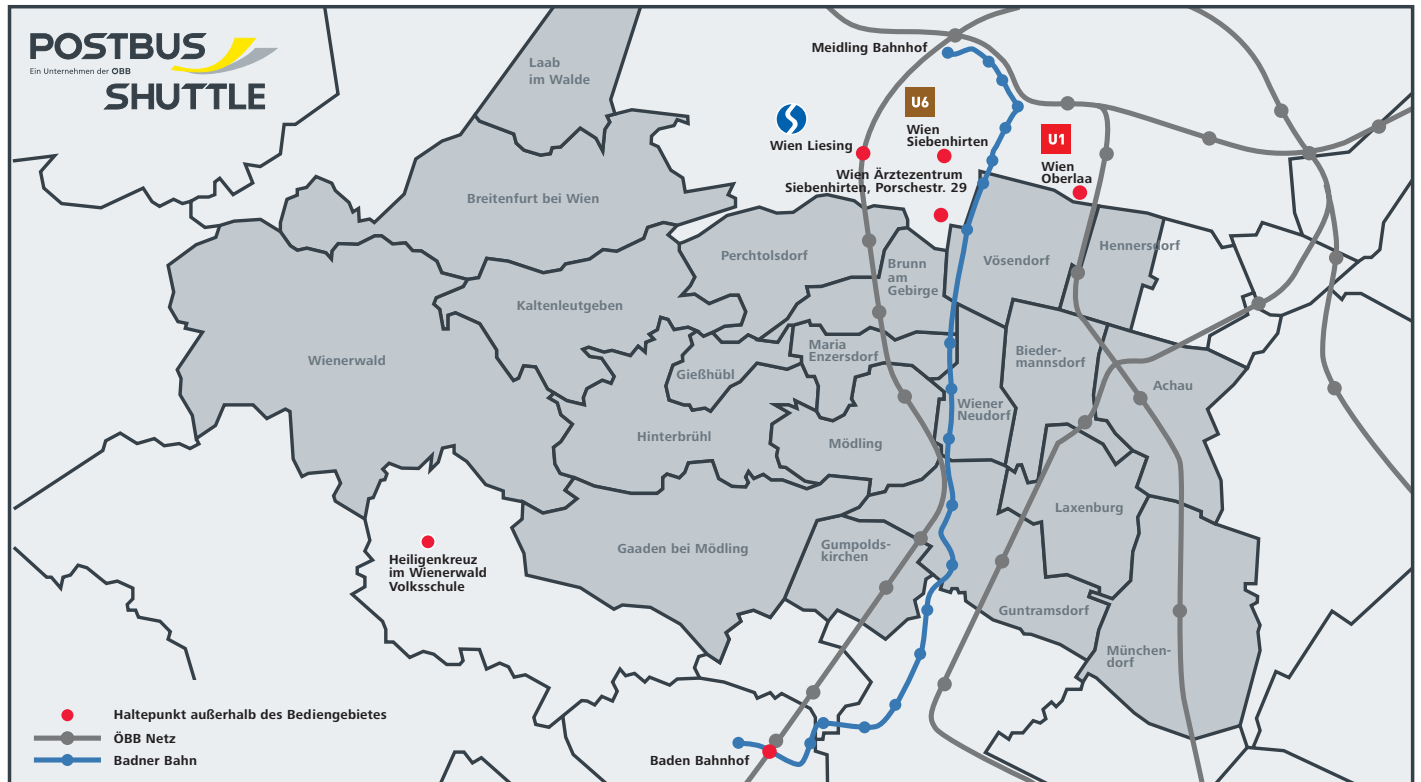 POSTBUS
Ein Unternehmen der ÖBB
SHUTTLE
Laab
im Walde
Meidling Bahnhof
U6
Wien
Siebenhirten
U1
Wien Liesing
Wien
Oberlaa
Wien Ärztezentrum
Siebenhirten, Porschestr. 29
Breitenfurt bei Wien
Perchtolsdorf
Brunn
am
Gebirge
Vösendorf
Hennersdorf
Kaltenleutgeben
Wienerwald
Gießhübl
Maria
Enzersdorf
Bieder-
mannsdorf
Achau
Wiener
Neudorf
Hinterbrühl
Mödling
Laxenburg
Gaaden bei Mödling
Gumpolds-
kirchen
Heiligenkreuz
im Wienerwald
Volksschule
Guntramsdorf
München-
dorf
Haltepunkt außerhalb des Bediengebietes
ÖBB Netz
Badner Bahn
Baden Bahnhof